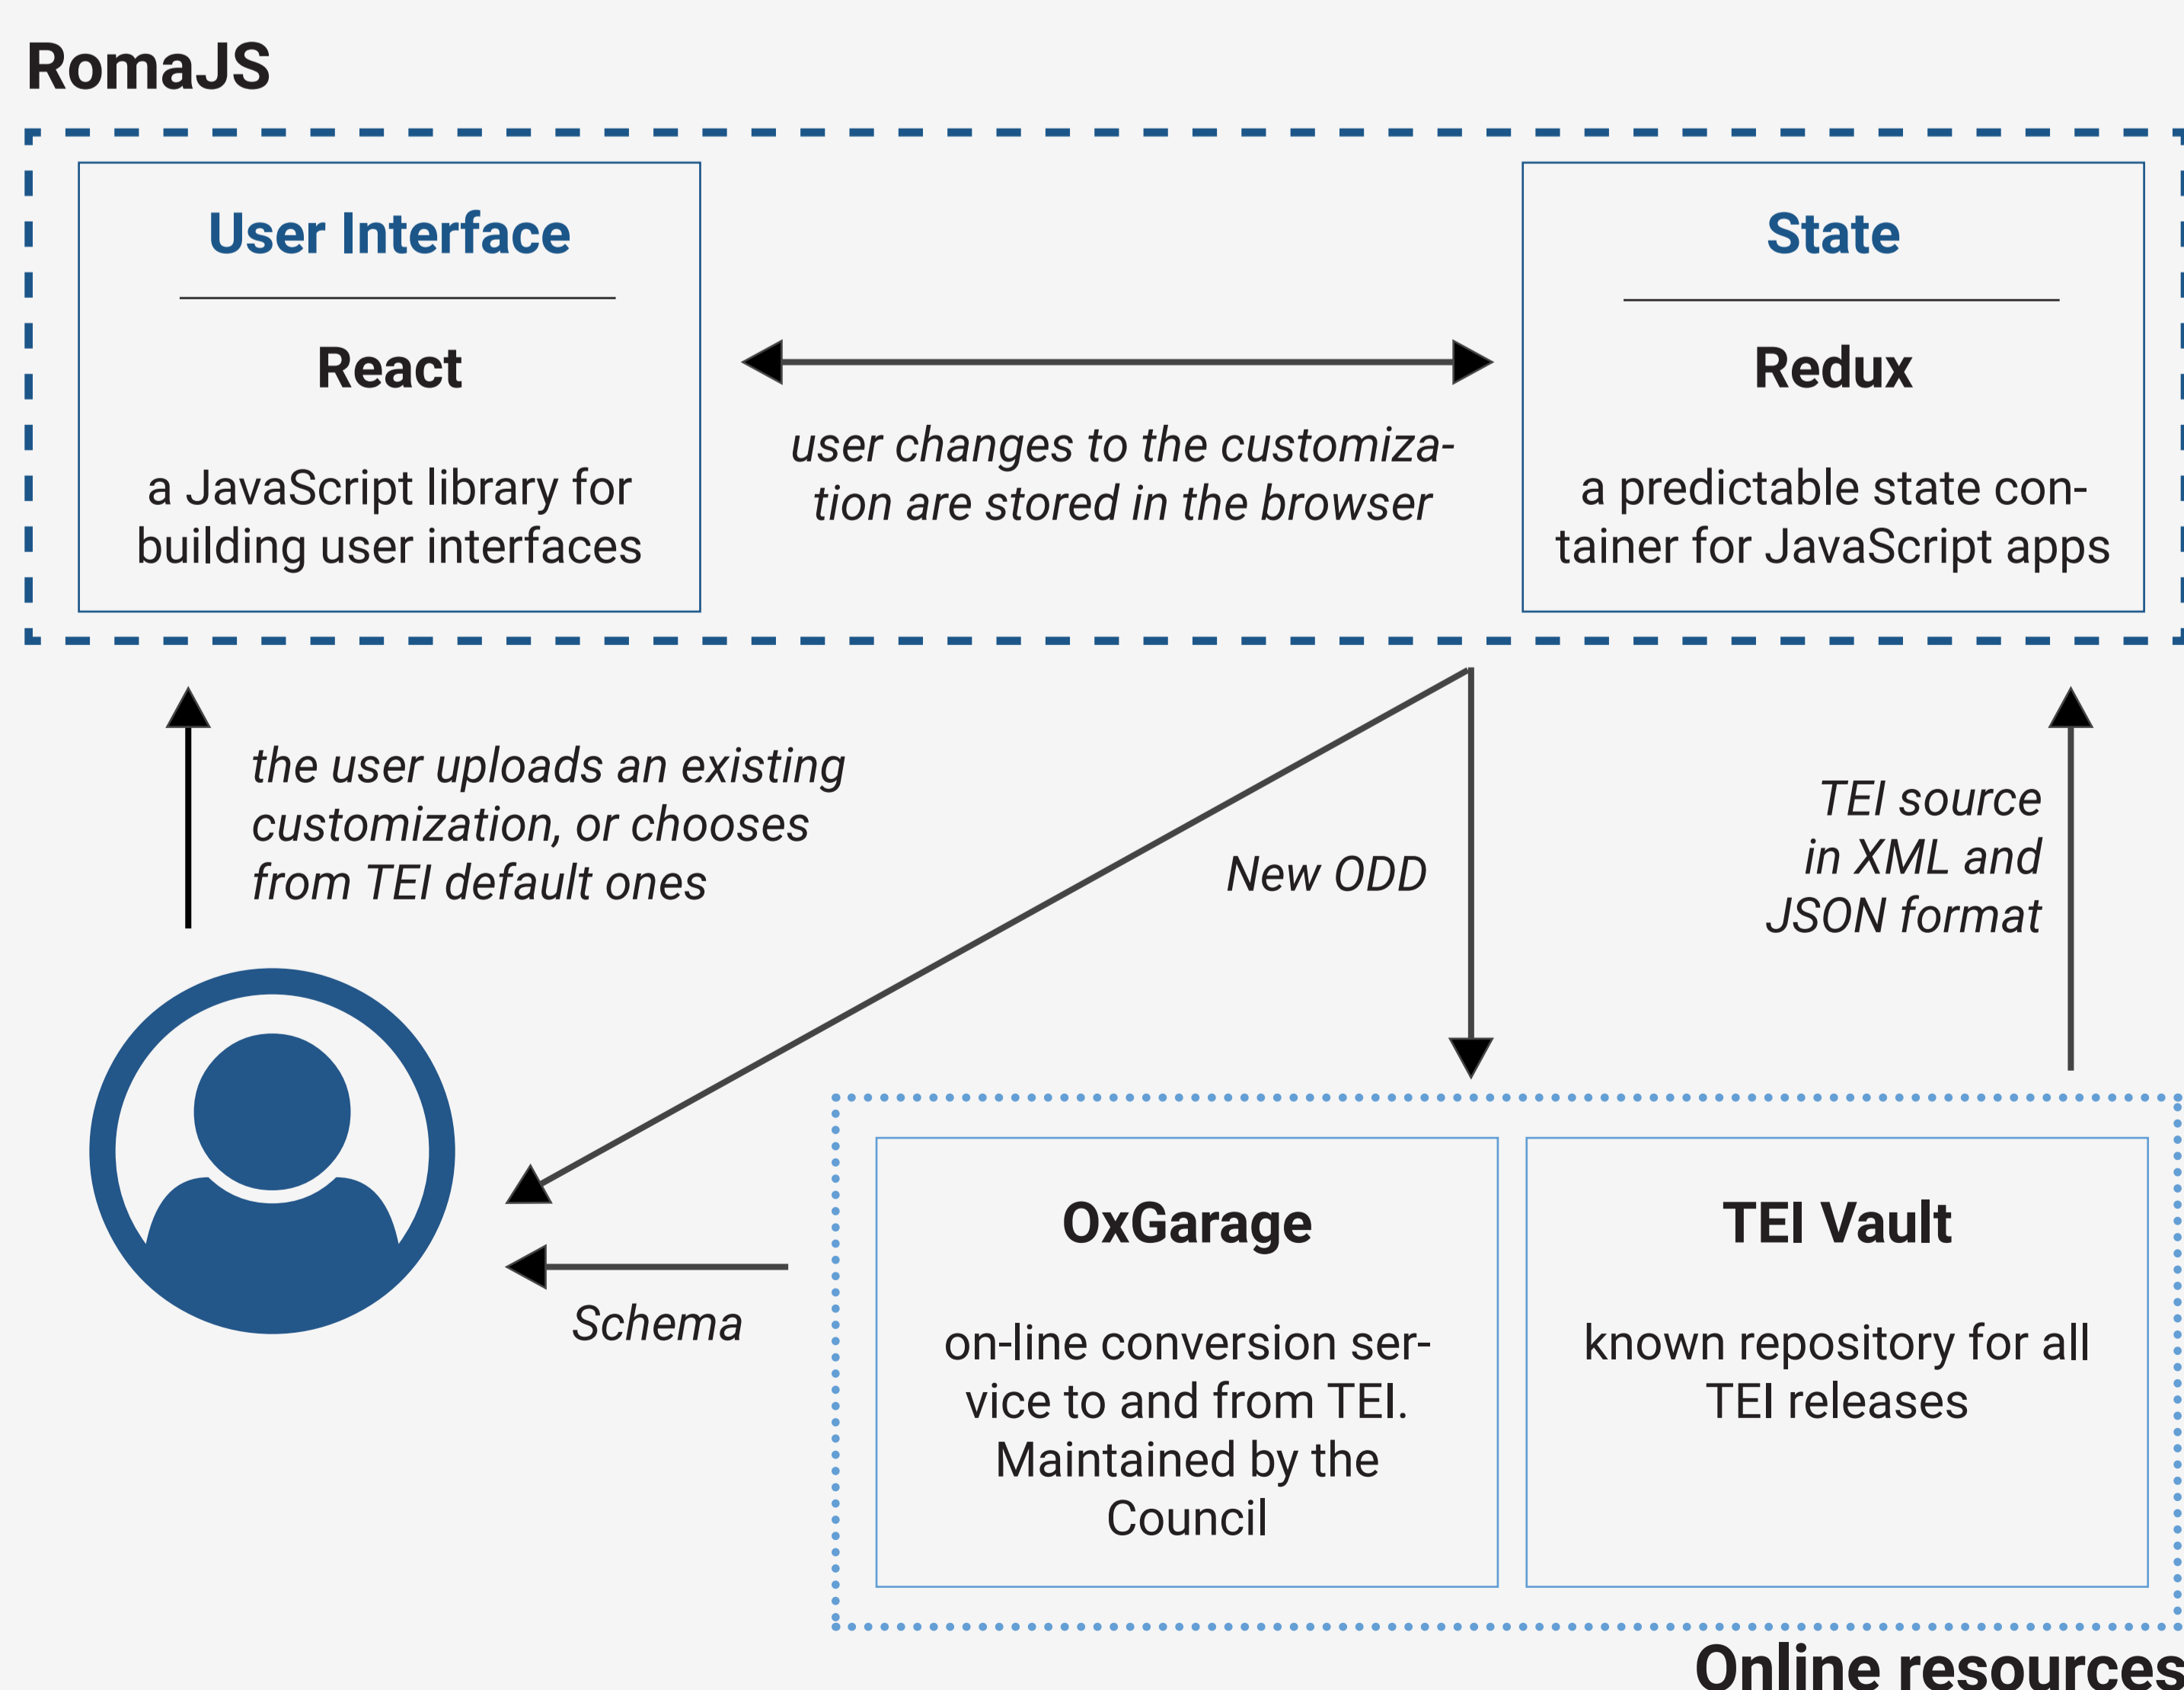 RomaJS
User Interface
React
a JavaScript library for
building user interfaces
user changes to the customiza-
tion are stored in the browser
State
Redux
a predictable state con-
tainer for JavaScript apps
the user uploads an existing
customization, or chooses
from TEI default ones
New ODD
TEI source
in XML and
JSON format
Schema
OxGarage
on-line conversion ser-
vice to and from TEI.
Maintained by the
Council
TEI Vault
known repository for all
TEI releases
Online resources